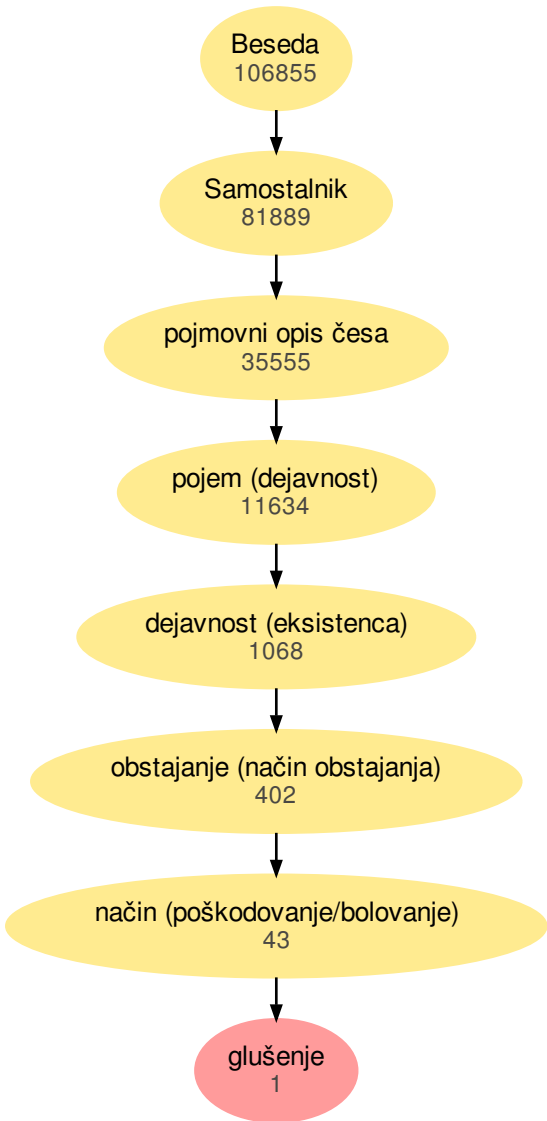 Beseda
106855
Samostalnik
81889
pojmovni opis česa
35555
pojem (dejavnost)
11634
dejavnost (eksistenca)
1068
obstajanje (način obstajanja)
402
način (poškodovanje/bolovanje)
43
glušenje
1